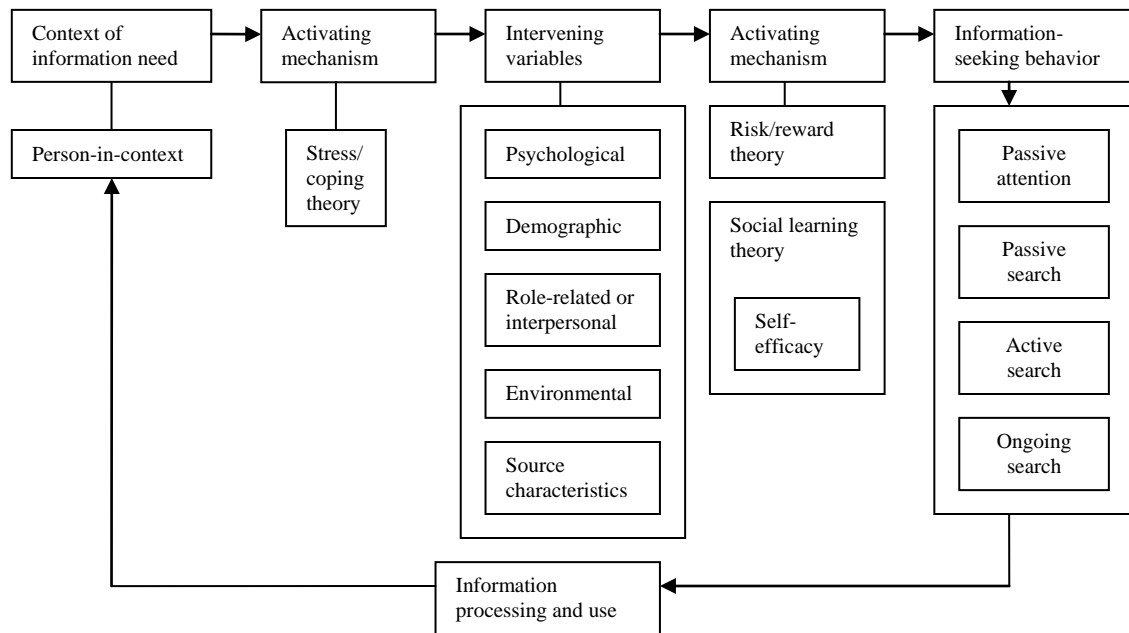 Context of
information need
Activating
mechanism
Intervening
variables
Activating
mechanism
Information-
seeking behavior
Person-in-context
Stress/
coping
theory
Psychological
Demographic
Role-related or
interpersonal
Environmental
Source
characteristics
Risk/reward
theory
Social learning
theory
Self-
efficacy
Passive
attention
Passive
search
Active
search
Ongoing
search
Information
processing and use